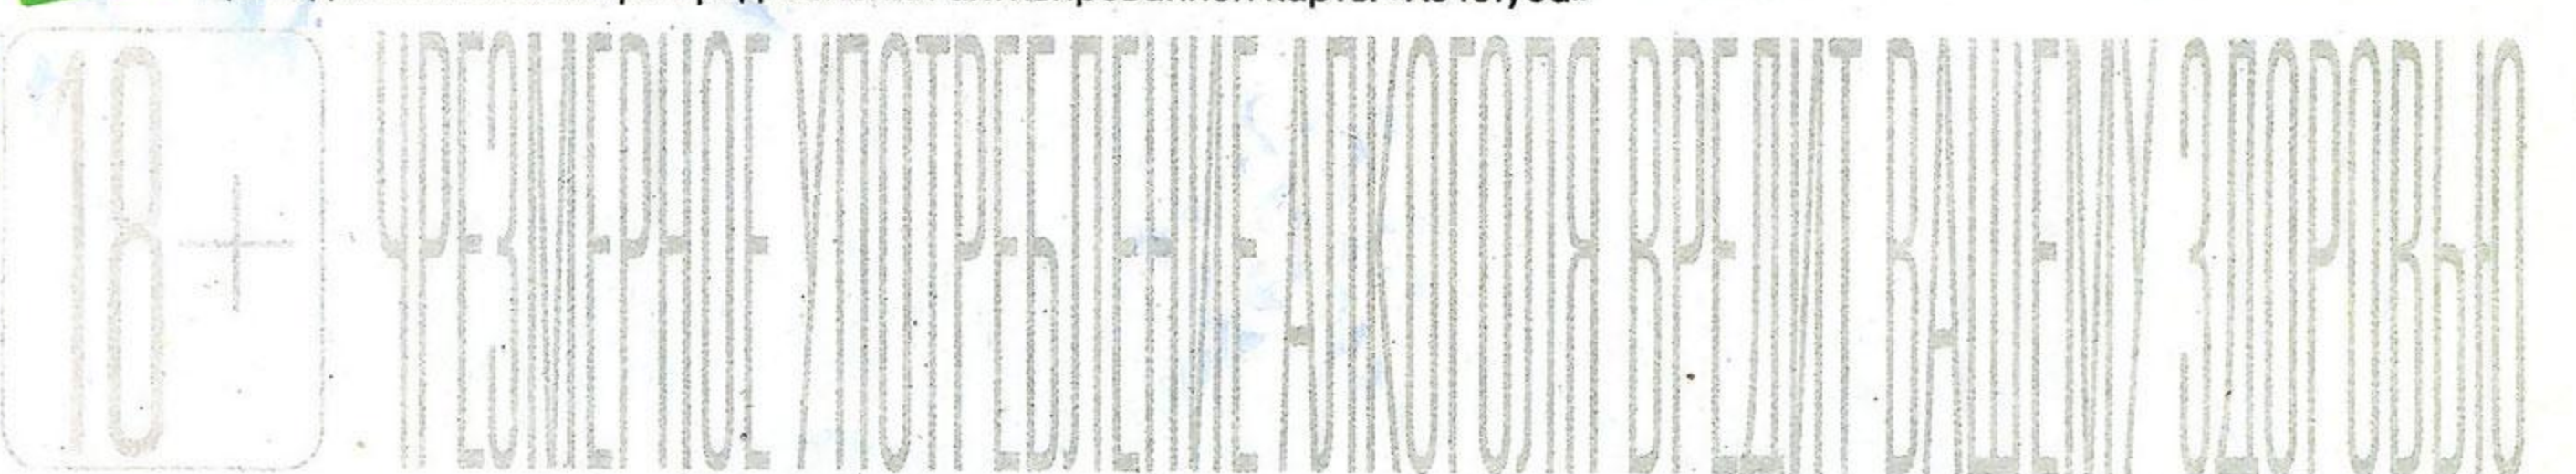 18+ ЧРЕЗМЕРНОЕ УПОТРЕБЛЕНИЕ АЛКОГОЛЯ ВРЕДИТ ВАШЕМУ ЗДОРОВЬЮ